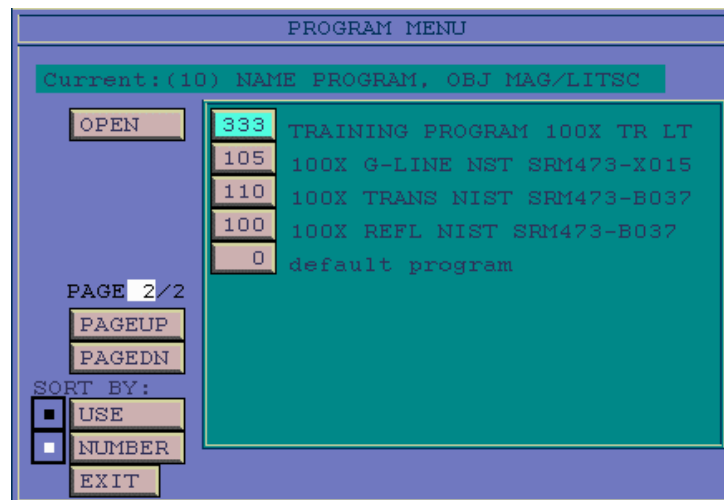 PROGRAM MENU
Current:(10) NAME PROGRAM, OBJ MAG/LITSC
OPEN
333 TRAINING PROGRAM 100X TR LT
105 100X G-LINE NST SRM473-X015
110 100X TRANS NIST SRM473-B037
100 100X REFL NIST SRM473-B037
0 default program
PAGE 2/2
PAGEUP
PAGEDN
SORT BY:
USE
NUMBER
EXIT